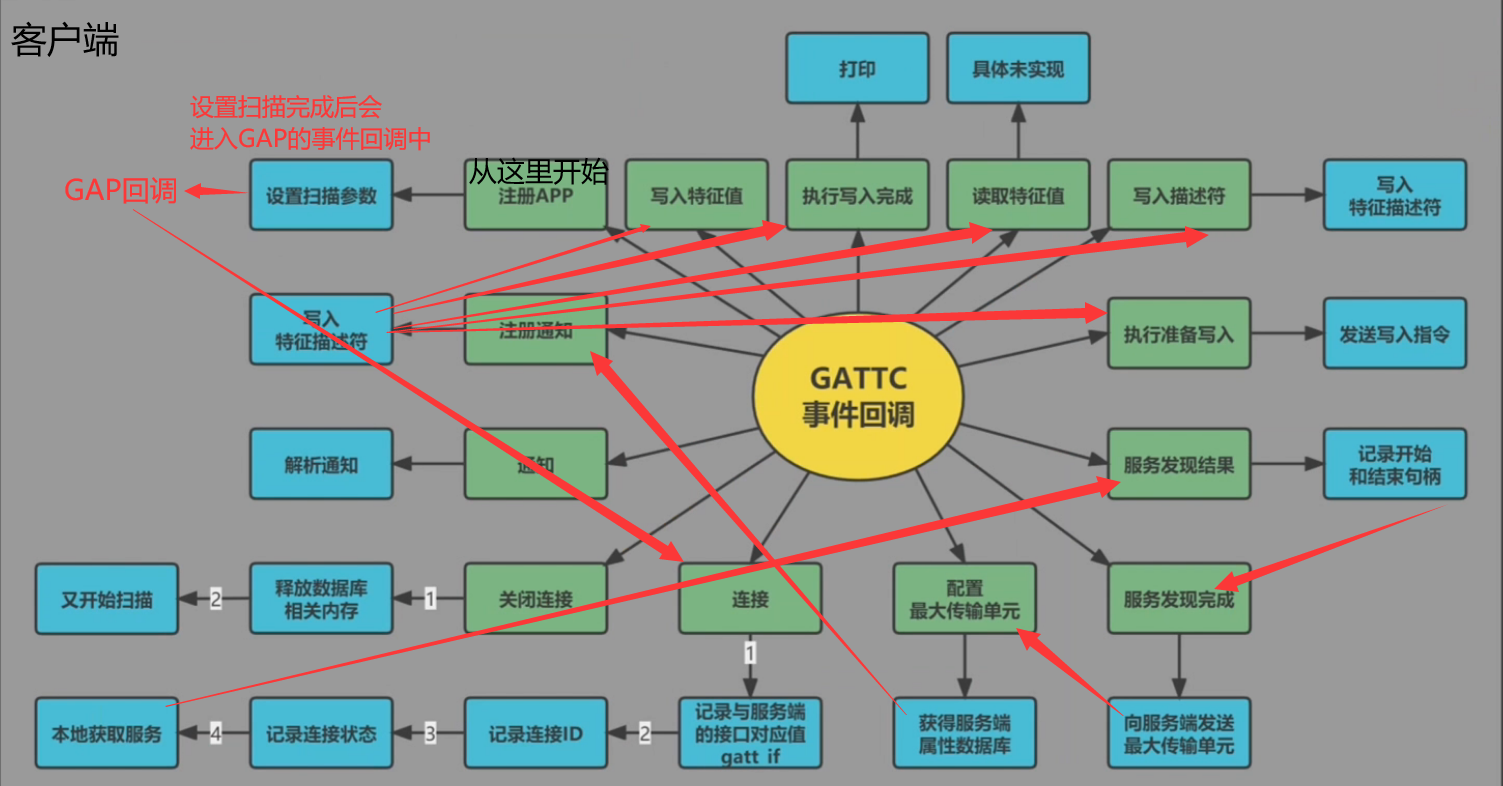 客户端
打印
具体未实现
设置扫描完成后会
进入GAP的事件回调中
从这里开始
GAP回调
设置扫描参数
注册APP
写入特征值
执行写入完成
读取特征值
写入描述符
写入
特征描述符
写入
特征描述符
注册通知
执行准备写入
发送写入指令
GATTC
事件回调
解析通知
通知
服务发现结果
记录开始
和结束句柄
又开始扫描
2
释放数据库
相关内存
1
关闭连接
连接
配置
最大传输单元
服务发现完成
1
本地获取服务
4
记录连接状态
3
记录连接ID
2
记录与服务端
的接口对应值
gatt if
获得服务端
属性数据库
向服务端发送
最大传输单元